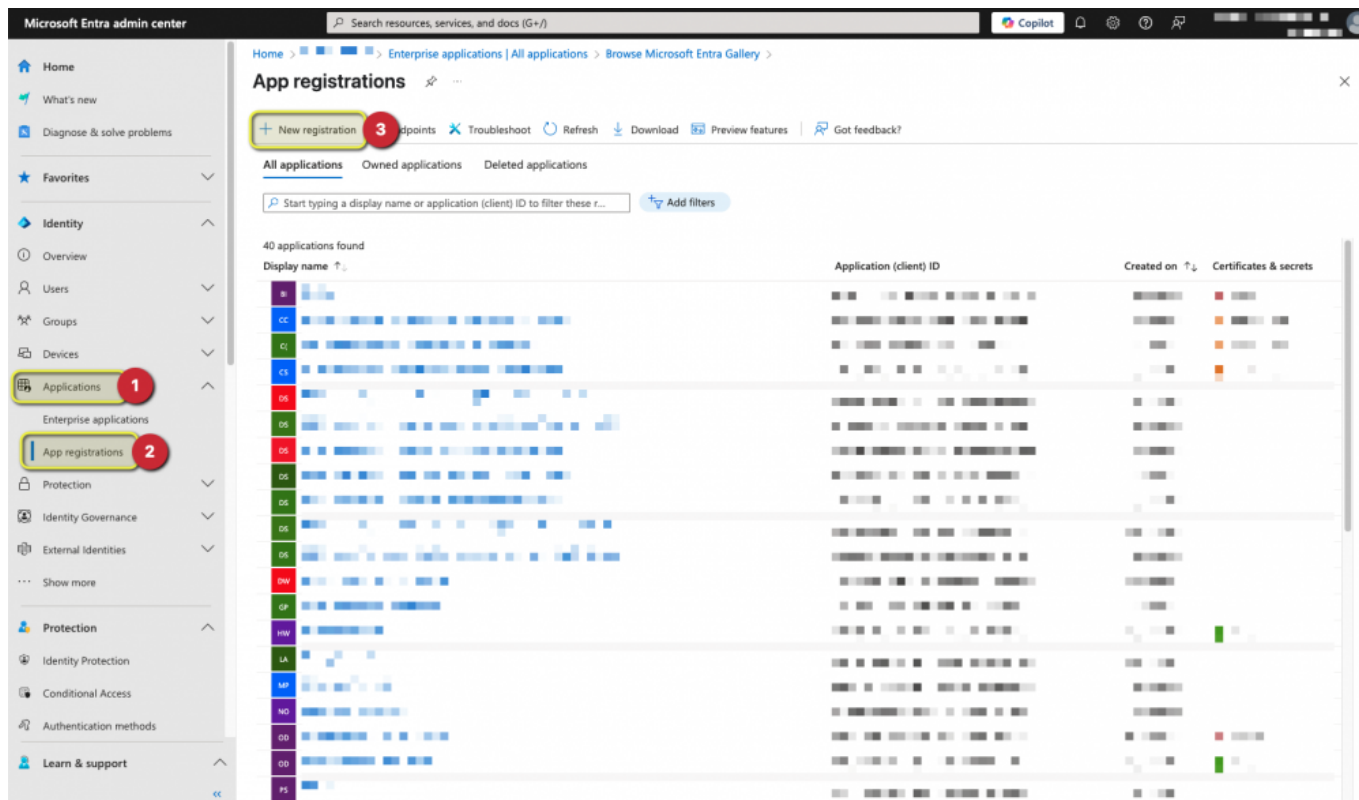 Microsoft Entra admin center
Search resources, services, and docs (G+/)
Copilot
Home
What's new
Diagnose & solve problems
Favorites
Identity
Overview
Users
Groups
Devices
Applications 1
Enterprise applications
App registrations 2
Protection
Identity Governance
External Identities
Show more
Protection
Identity Protection
Conditional Access
Authentication methods
Learn & support
Home > > Enterprise applications | All applications > Browse Microsoft Entra Gallery >
App registrations
New registration 3 dpoints Troubleshoot Refresh Download Preview features Got feedback?
All applications Owned applications Deleted applications
Start typing a display name or application (client) ID to filter these r... Add filters
40 applications found
Display name Application (client) ID Created on Certificates & secrets
BI
CC
C(
CS
DS
DS
DS
DS
DS
DS
DS
DW
GP
HW
LA
MP
NO
OD
OD
PS